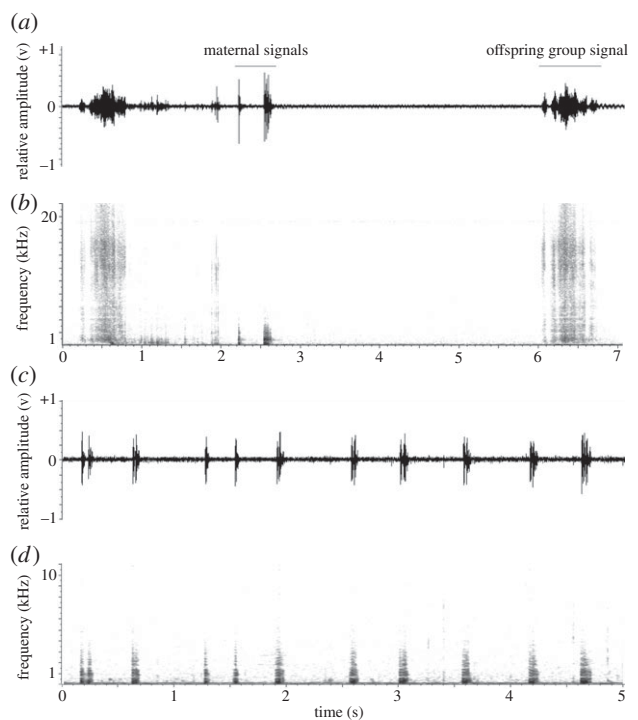 (a)
maternal signals
offspring group signal
+1
0
−1
relative amplitude (v)
(b)
20
1
frequency (kHz)
0 1 2 3 4 5 6 7
(c)
+1
0
−1
relative amplitude (v)
(d)
10
1
frequency (kHz)
0 1 2 3 4 5
time (s)